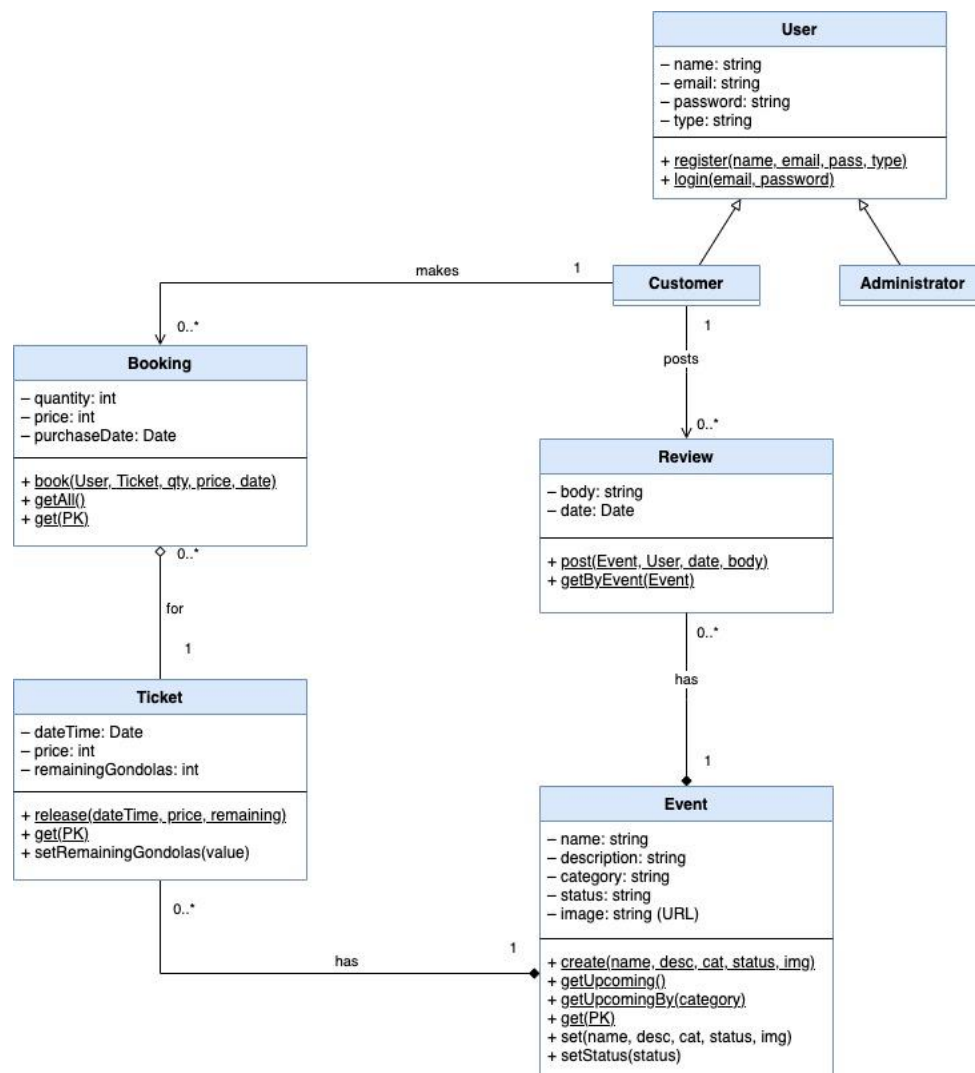 User
– name: string
– email: string
– password: string
– type: string
+ register(name, email, pass, type)
+ login(email, password)
makes
1
Customer
Administrator
0..*
1
Booking
posts
– quantity: int
– price: int
– purchaseDate: Date
0..*
Review
+ book(User, Ticket, qty, price, date)
+ getAll()
+ get(PK)
– body: string
– date: Date
0..*
+ post(Event, User, date, body)
+ getByEvent(Event)
for
0..*
1
has
Ticket
– dateTime: Date
– price: int
– remainingGondolas: int
1
Event
+ release(dateTime, price, remaining)
+ get(PK)
+ setRemainingGondolas(value)
– name: string
– description: string
– category: string
– status: string
– image: string (URL)
0..*
1
has
+ create(name, desc, cat, status, img)
+ getUpcoming()
+ getUpcomingBy(category)
+ get(PK)
+ set(name, desc, cat, status, img)
+ setStatus(status)